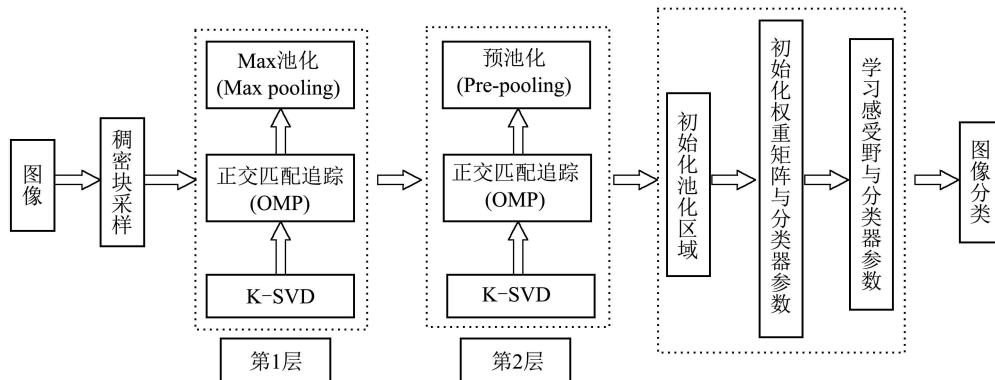 图像
稠密块采样
Max池化
(Max pooling)
正交匹配追踪
(OMP)
K-SVD
第1层
预池化
(Pre-pooling)
正交匹配追踪
(OMP)
K-SVD
第2层
初始化池化区域
初始化权重矩阵与分类器参数
学习感受野与分类器参数
图像分类